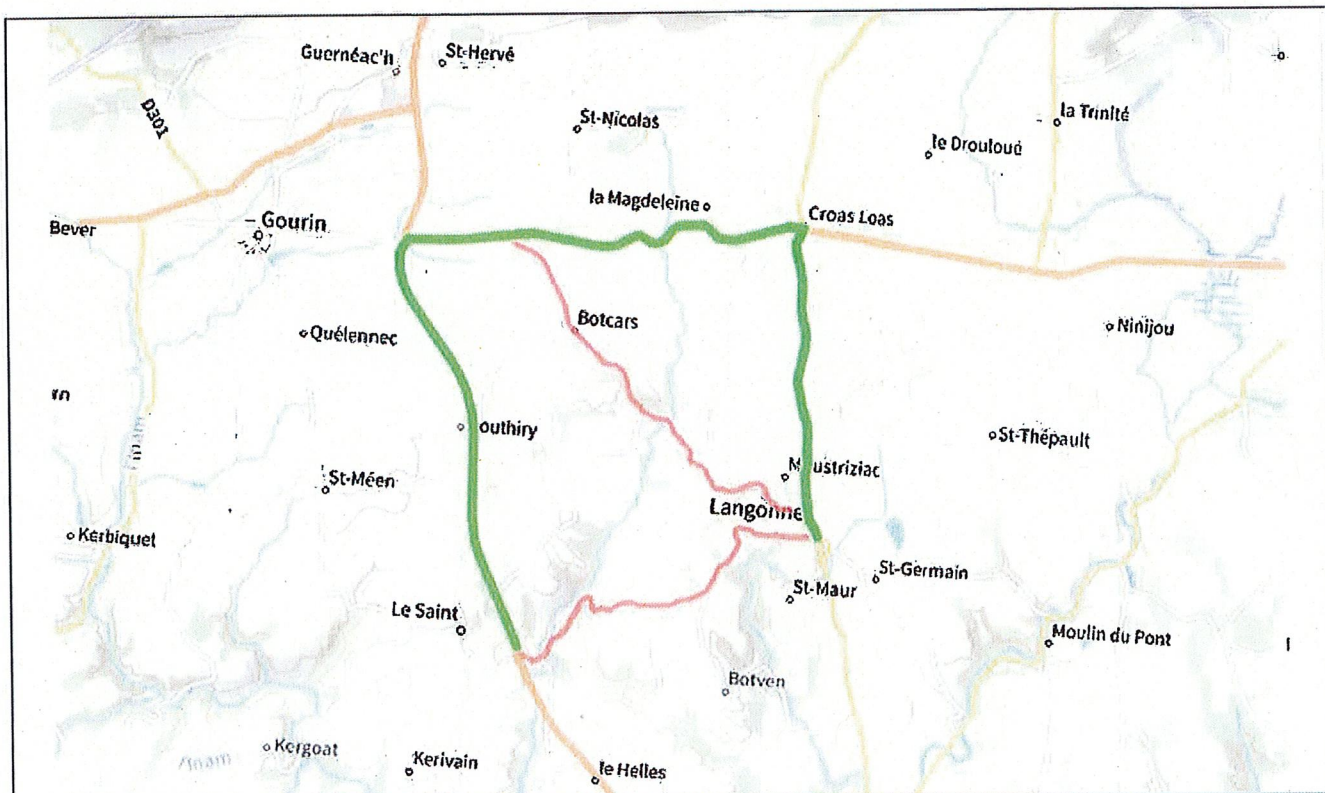 Guernéac'h
St-Hervé
D301
St-Nicolas
la Trinité
le Drouloué
la Magdeleine
Croas Loas
Bever
Gourin
Botcars
Quélennec
Ninijou
rn
outhiry
St-Thépault
M ustriziac
St-Méen
Langonne
Kerbiquet
St-Germain
St-Maur
Le Saint
Moulin du Pont
Botven
Kergoat
Kerivain
le Helles